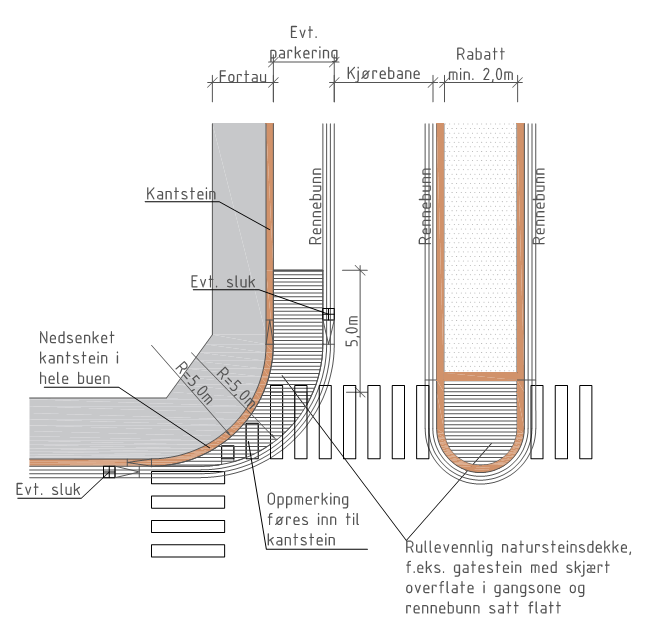 Evt.
parkering
Fortau
Kjørebane
Rabatt
min. 2,0m
Kantstein
Rennebunn
Rennebunn
Rennebunn
Evt. sluk
5,0m
Nedsenket
kantstein i
hele buen
R=5,0m
R=5,0m
Evt. sluk
Oppmerking
føres inn til
kantstein
Rullevennlig natursteinsdekke,
f.eks. gatestein med skjært
overflate i gangsone og
rennebunn satt flatt